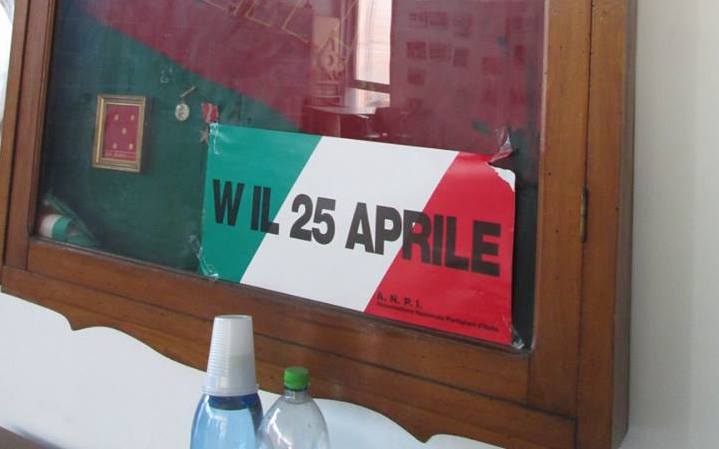 W IL 25 APRILE
A. N. P. I.
Associazione Nazionale Partigiani d'Italia